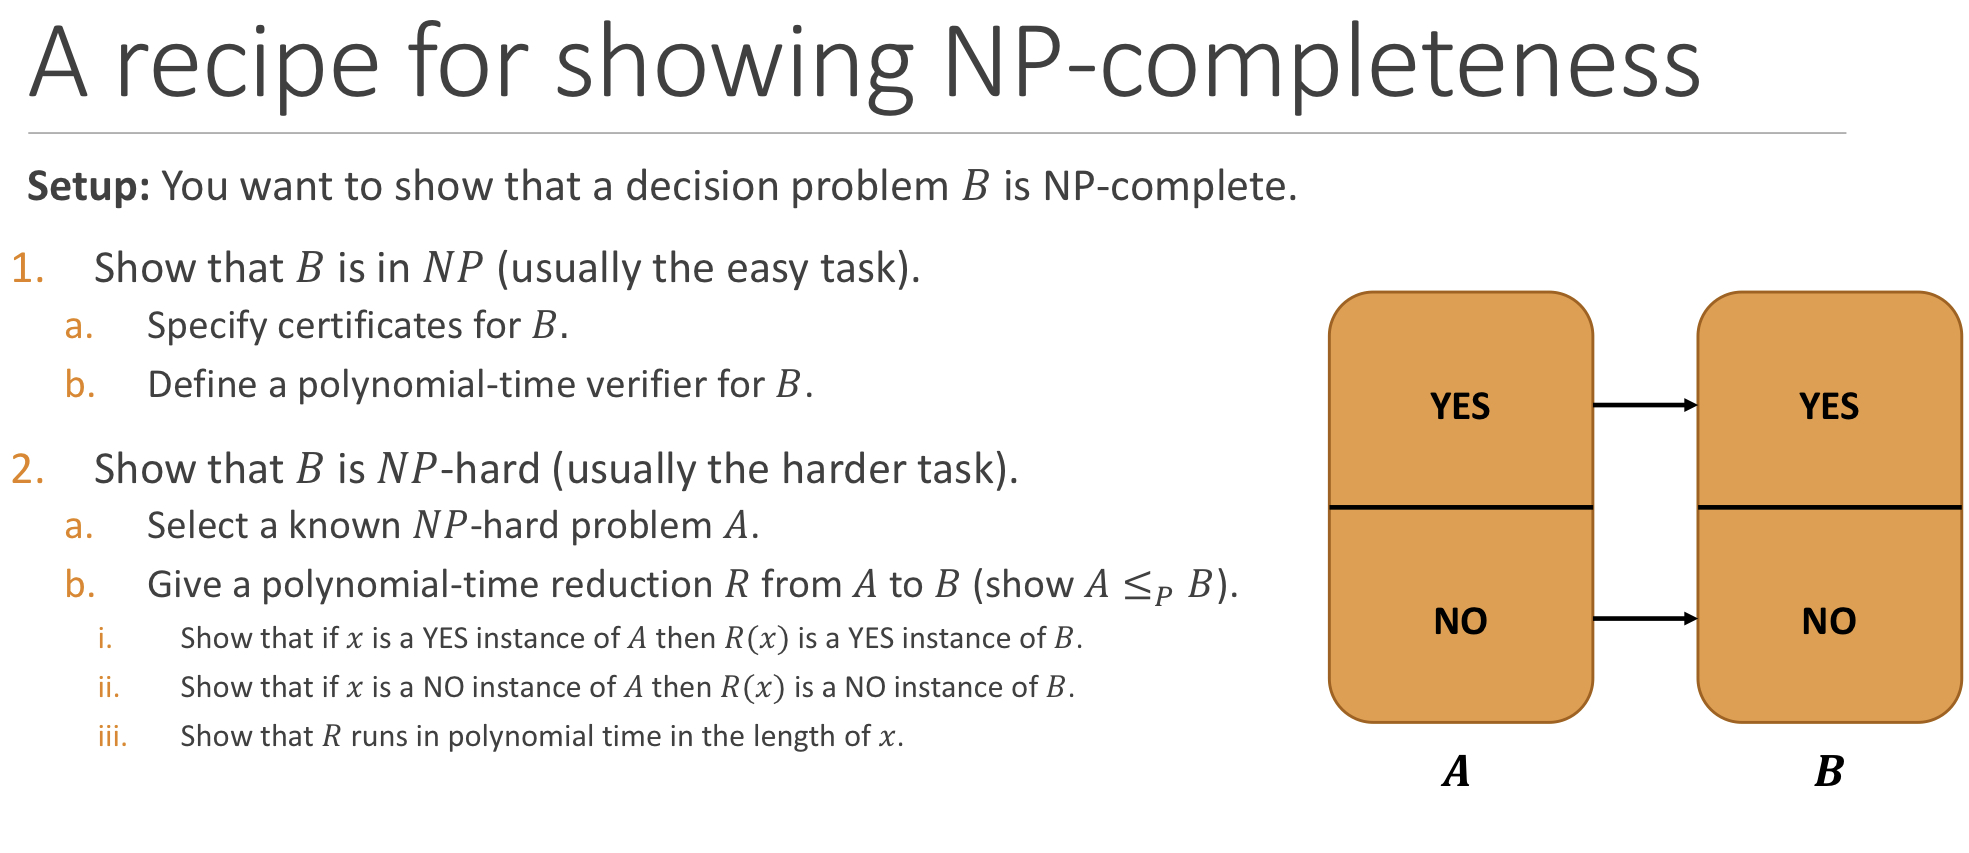 A recipe for showing NP-completeness
Setup: You want to show that a decision problem B is NP-complete.
1. Show that B is in NP (usually the easy task).
a. Specify certificates for B.
b. Define a polynomial-time verifier for B.
2. Show that B is NP-hard (usually the harder task).
a. Select a known NP-hard problem A.
b. Give a polynomial-time reduction R from A to B (show A ≤_P B).
i. Show that if x is a YES instance of A then R(x) is a YES instance of B.
ii. Show that if x is a NO instance of A then R(x) is a NO instance of B.
iii. Show that R runs in polynomial time in the length of x.
YES YES
NO NO
A B